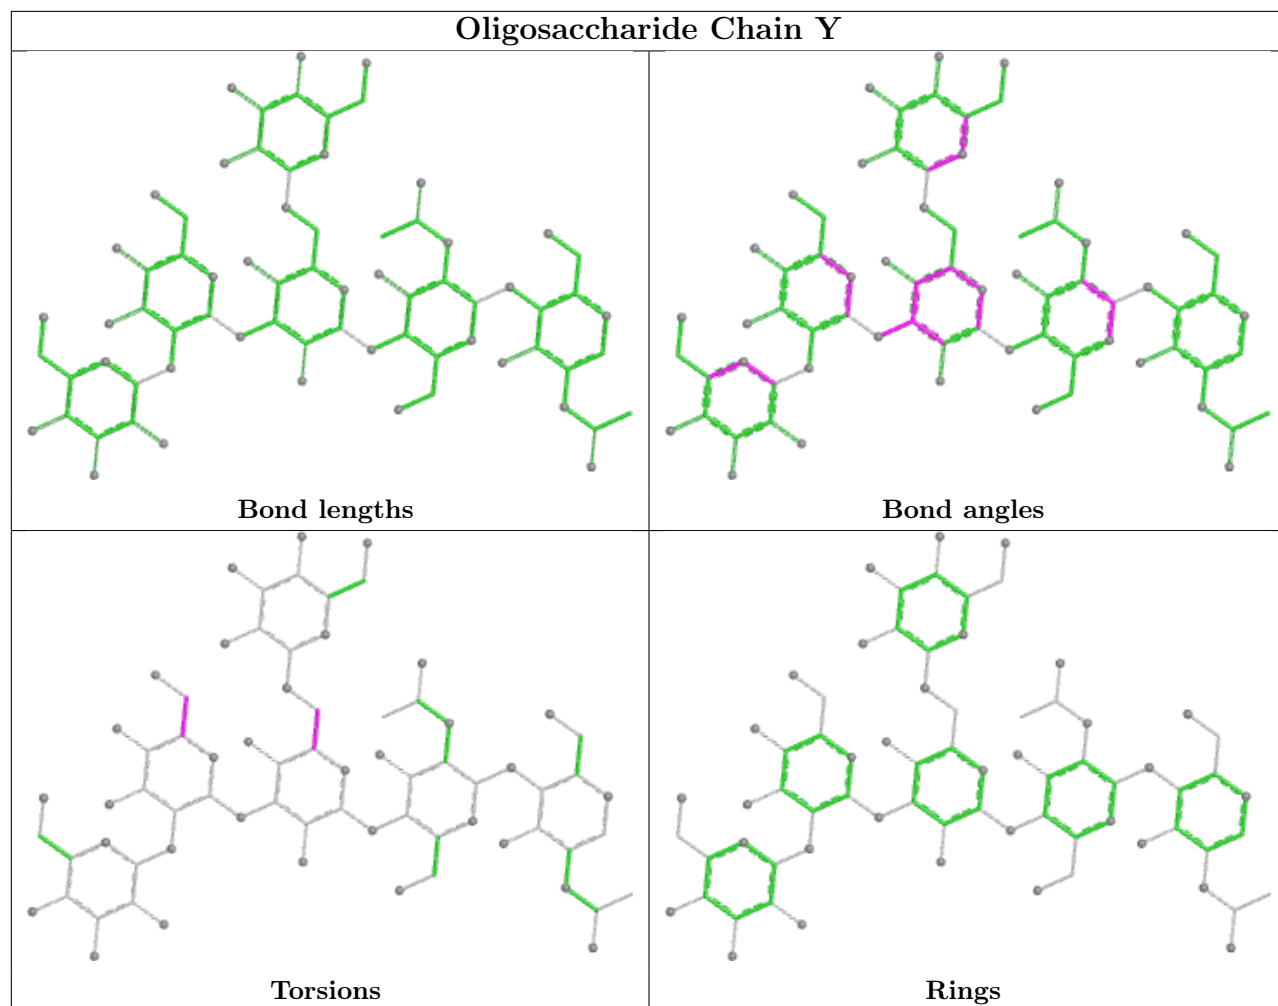 Oligosaccharide Chain Y
Bond lengths
Bond angles
Torsions
Rings